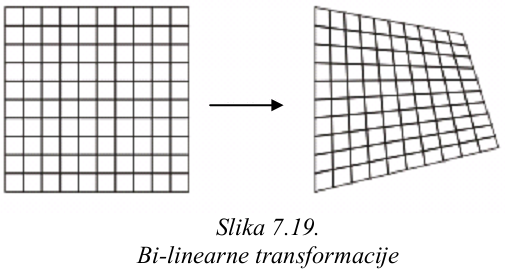 Slika 7.19.
Bi-linearne transformacije